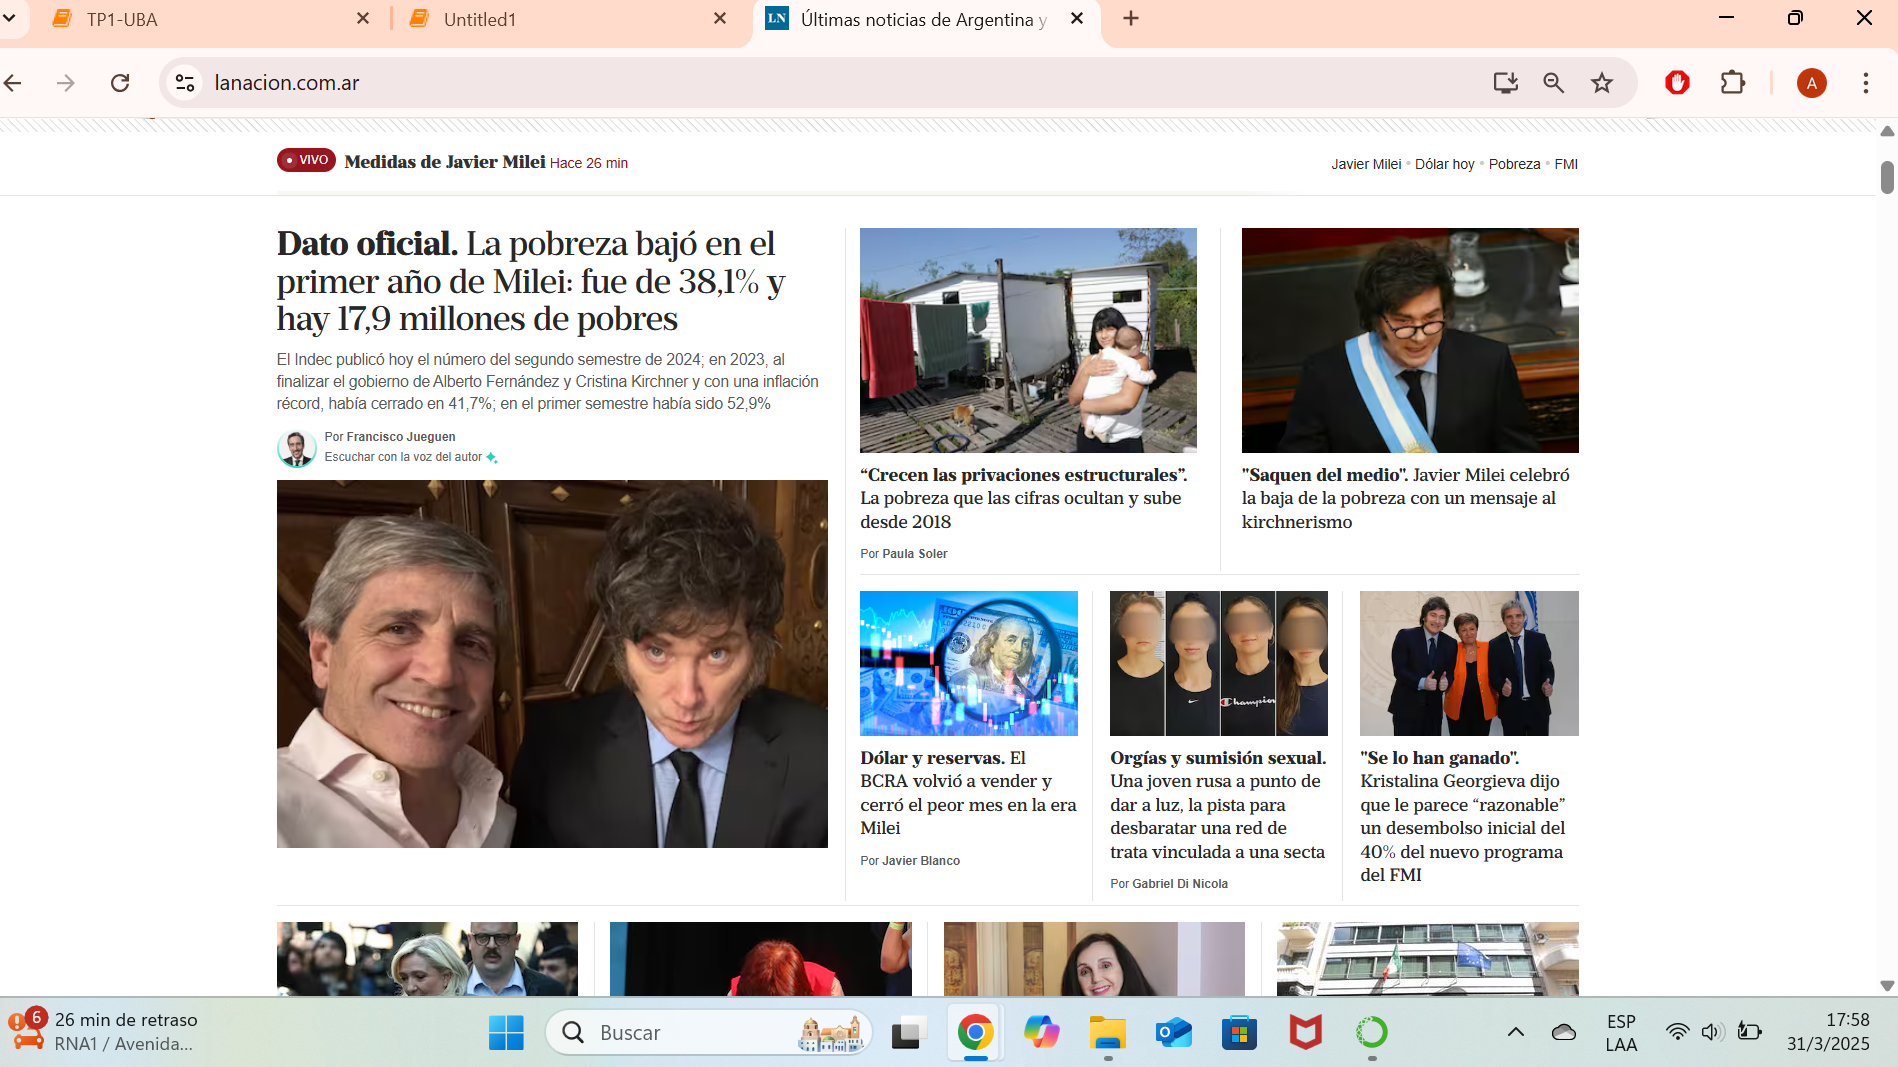 TP1-UBA
Untitled1
LN
Últimas noticias de Argentina y
lanacion.com.ar
A
VIVO
Medidas de Javier Milei Hace 26 min
Javier Milei • Dólar hoy • Pobreza • FMI
Dato oficial. La pobreza bajó en el
primer año de Milei: fue de 38,1% y
hay 17,9 millones de pobres
El Indec publicó hoy el número del segundo semestre de 2024; en 2023, al
finalizar el gobierno de Alberto Fernández y Cristina Kirchner y con una inflación
récord, había cerrado en 41,7%; en el primer semestre había sido 52,9%
Por Francisco Jueguen
Escuchar con la voz del autor
“Crecen las privaciones estructurales”.
La pobreza que las cifras ocultan y sube
desde 2018
Por Paula Soler
"Saquen del medio". Javier Milei celebró
la baja de la pobreza con un mensaje al
kirchnerismo
Dólar y reservas. El
BCRA volvió a vender y
cerró el peor mes en la era
Milei
Por Javier Blanco
Champion
Orgías y sumisión sexual.
Una joven rusa a punto de
dar a luz, la pista para
desbaratar una red de
trata vinculada a una secta
Por Gabriel Di Nicola
"Se lo han ganado".
Kristalina Georgieva dijo
que le parece “razonable”
un desembolso inicial del
40% del nuevo programa
del FMI
6
26 min de retraso
RNA1 / Avenida...
Buscar
ESP
LAA
17:58
31/3/2025